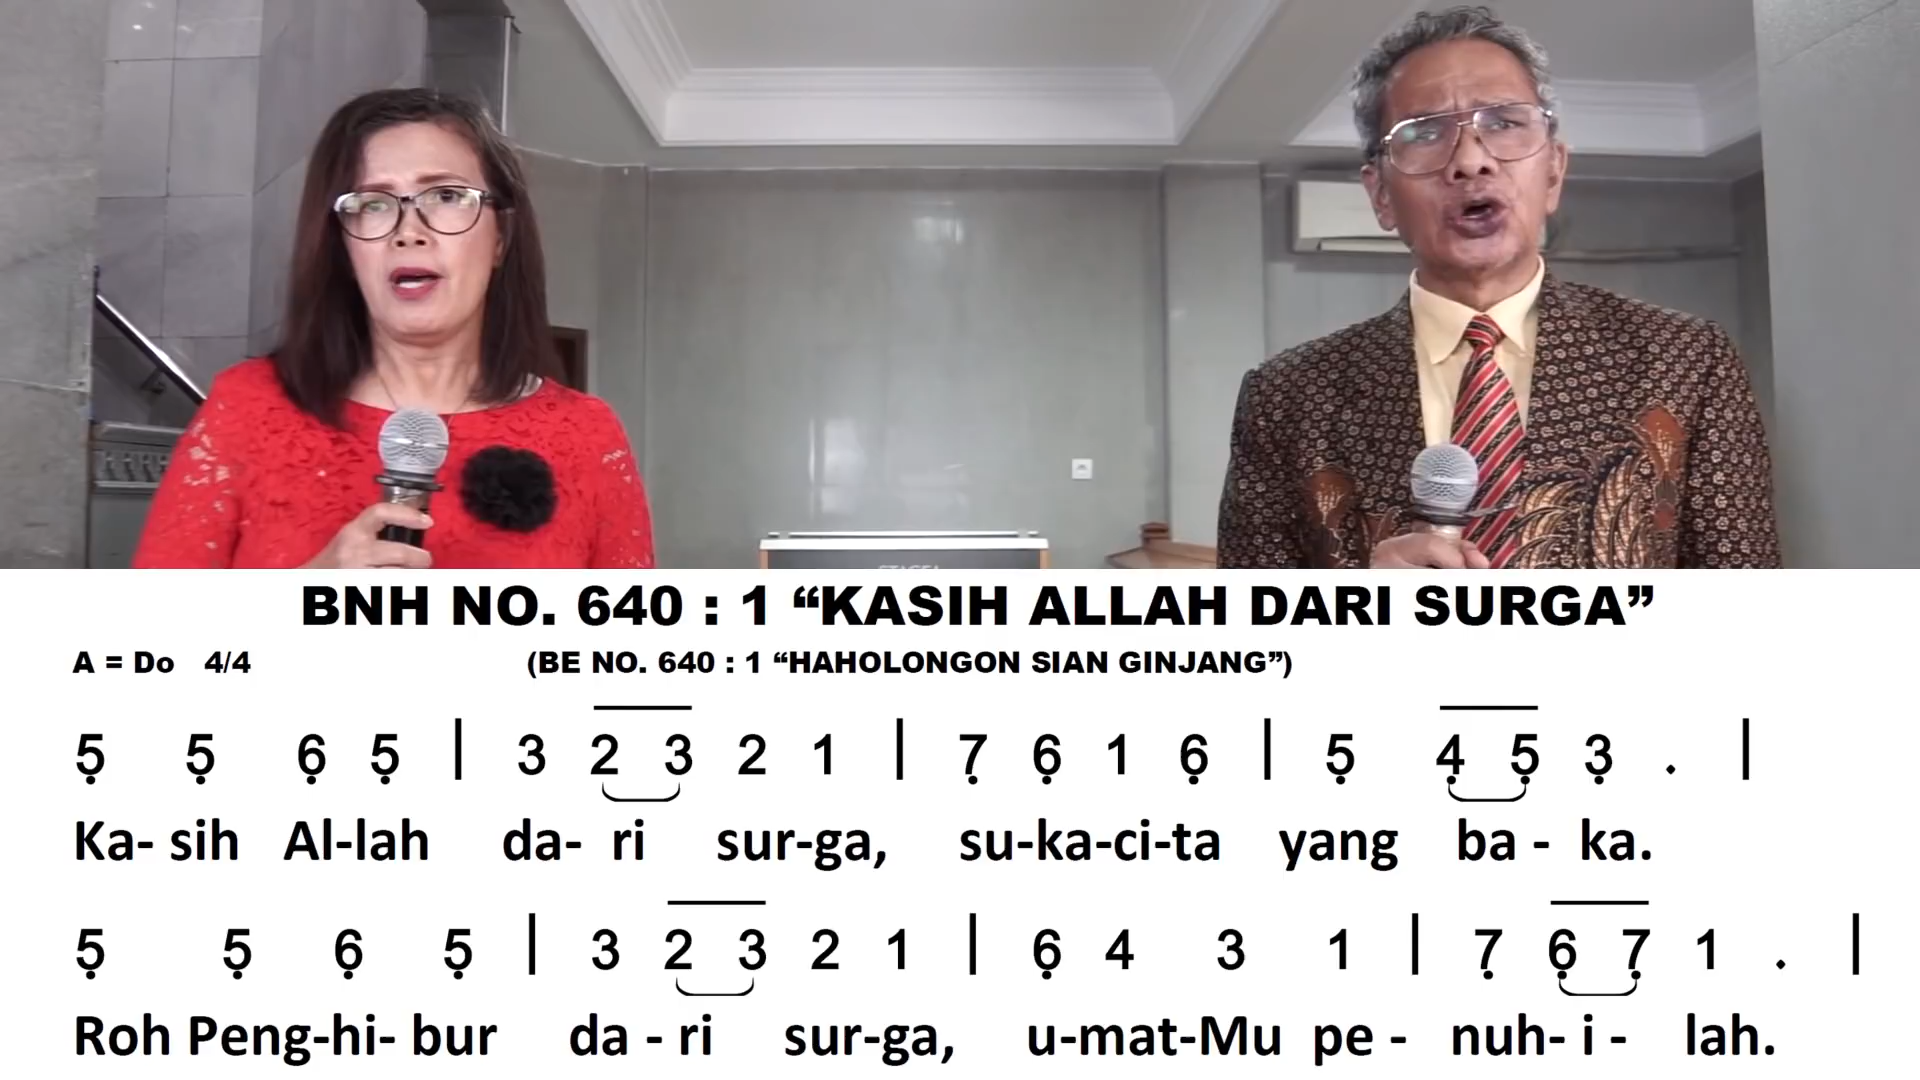 BNH NO. 640 : 1 “KASIH ALLAH DARI SURGA”
A = Do 4/4 (BE NO. 640 : 1 “HAHOLONGON SIAN GINJANG”)
5̣ 5̣ 6̣ 5̣ | 3 2 3 2 1 | 7̣ 6̣ 1 6̣ | 5̣ 4̣ 5̣ 3̣ . |
Ka- sih Al-lah da- ri sur-ga, su-ka-ci-ta yang ba - ka.
5̣ 5̣ 6̣ 5̣ | 3 2 3 2 1 | 6̣ 4 3 1 | 7̣ 6̣ 7̣ 1 . |
Roh Peng-hi- bur da - ri sur-ga, u-mat-Mu pe - nuh- i - lah.